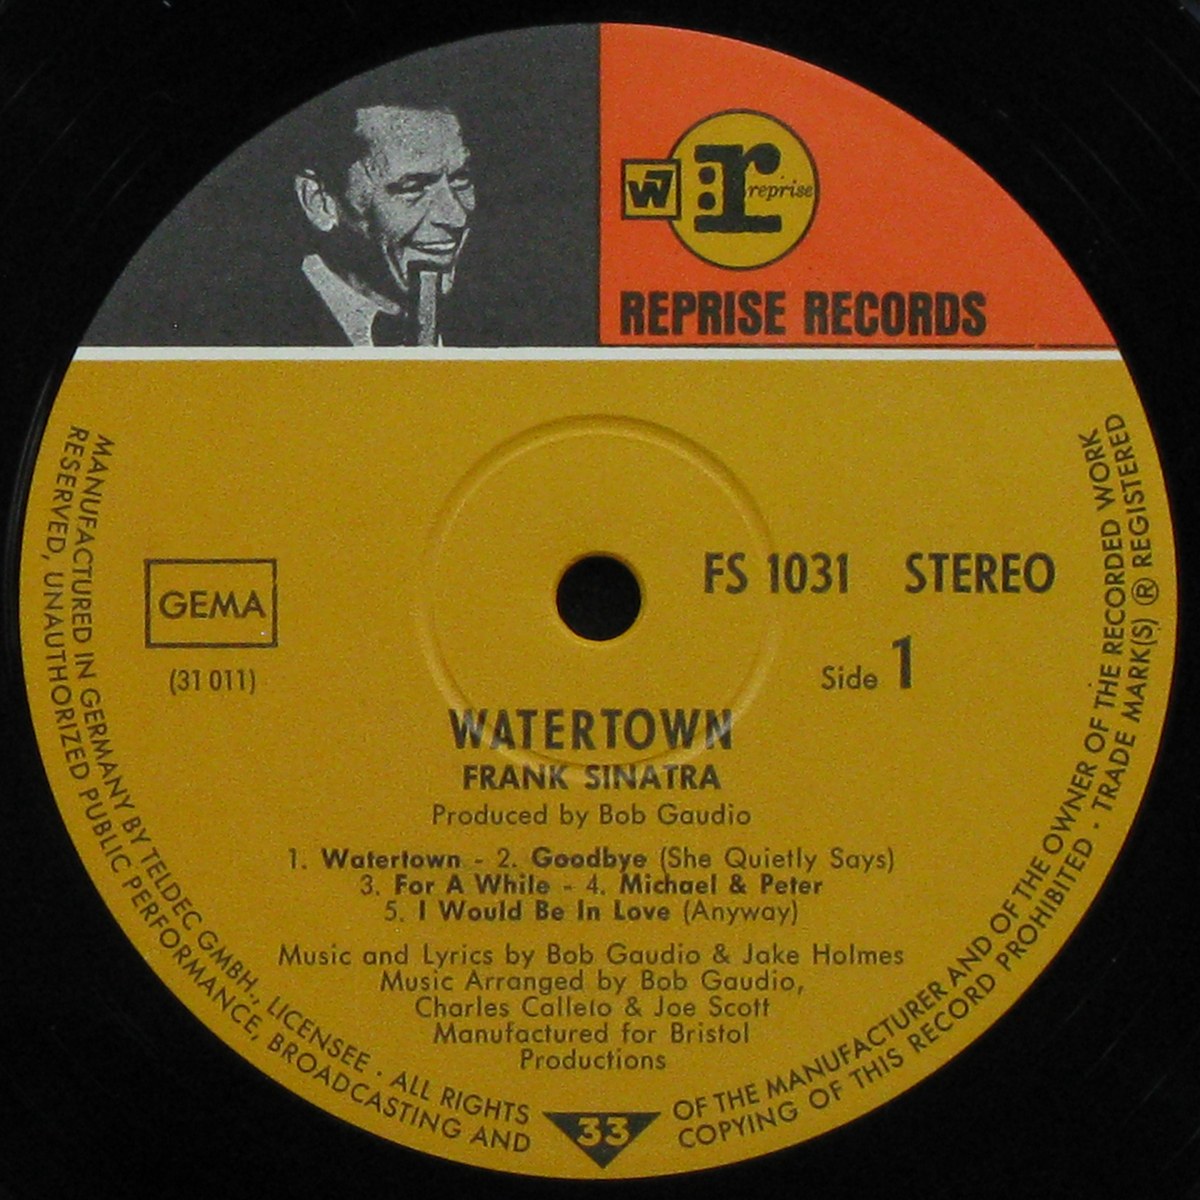 W7
r reprise
REPRISE RECORDS
GEMA
(31 011)
FS 1031 STEREO
Side 1
WATERTOWN
FRANK SINATRA
Produced by Bob Gaudio
1. Watertown - 2. Goodbye (She Quietly Says)
3. For A While - 4. Michael & Peter
5. I Would Be In Love (Anyway)
Music and Lyrics by Bob Gaudio & Jake Holmes
Music Arranged by Bob Gaudio,
Charles Callelo & Joe Scott
Manufactured for Bristol
Productions
MANUFACTURED IN GERMANY BY TELDEC GMBH., LICENSEE · ALL RIGHTS OF THE MANUFACTURER AND OF THE OWNER OF THE RECORDED WORK
RESERVED, UNAUTHORIZED PUBLIC PERFORMANCE, BROADCASTING AND COPYING OF THIS RECORD PROHIBITED · TRADE MARK(S) ® REGISTERED
33